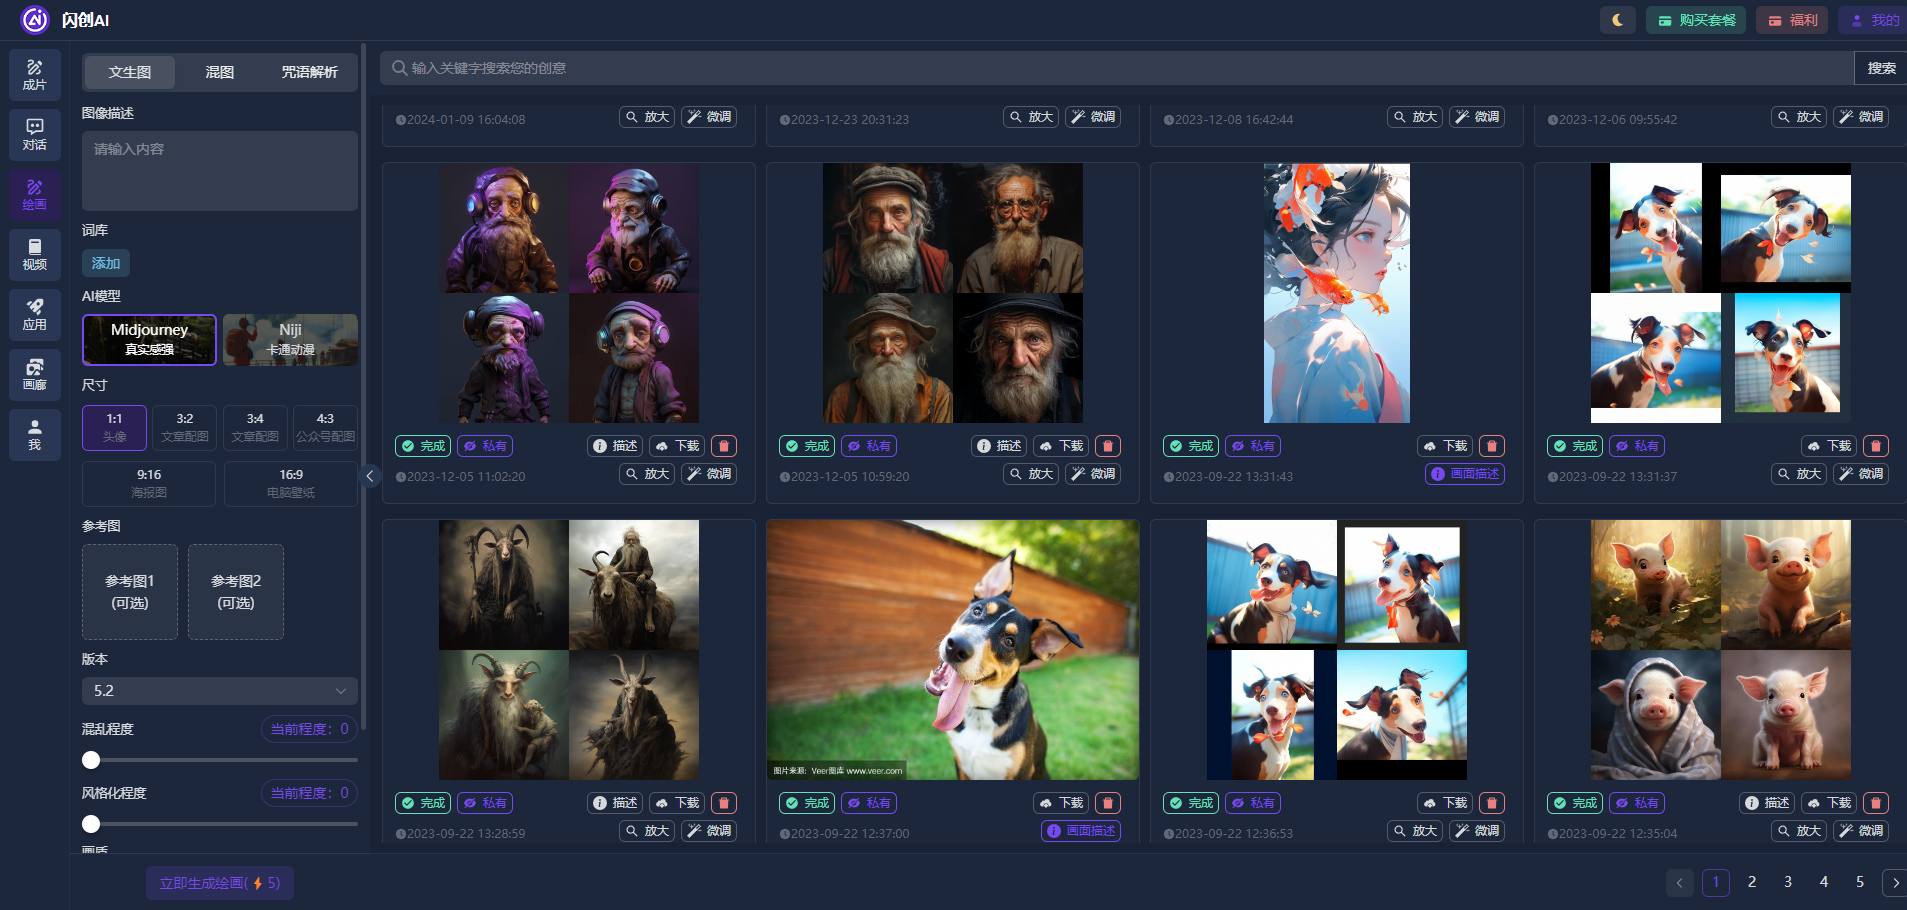 闪创AI
购买套餐
福利
我的
成片
对话
绘画
视频
应用
画廊
我
文生图 混图 咒语解析
图像描述
请输入内容
词库
添加
AI模型
Midjourney
真实感强
Niji
卡通动漫
尺寸
1:1
头像
3:2
文章配图
3:4
文章配图
4:3
公众号配图
9:16
海报图
16:9
电脑壁纸
参考图
参考图1
(可选)
参考图2
(可选)
版本
5.2
混乱程度 当前程度：0
风格化程度 当前程度：0
画质
立即生成绘画( 5)
输入关键字搜索您的创意
搜索
2024-01-09 16:04:08 放大 微调
2023-12-23 20:31:23 放大 微调
2023-12-08 16:42:44 放大 微调
2023-12-06 09:55:42 放大 微调
完成 私有 描述 下载
2023-12-05 11:02:20 放大 微调
完成 私有 描述 下载
2023-12-05 10:59:20 放大 微调
完成 私有 下载
2023-09-22 13:31:43 画面描述
完成 私有 下载
2023-09-22 13:31:37 放大 微调
完成 私有 描述 下载
2023-09-22 13:28:59 放大 微调
图片来源：Veer图库 www.veer.com
完成 私有 下载
2023-09-22 12:37:00 画面描述
完成 私有 下载
2023-09-22 12:36:53 放大 微调
完成 私有 描述 下载
2023-09-22 12:35:04 放大 微调
1 2 3 4 5